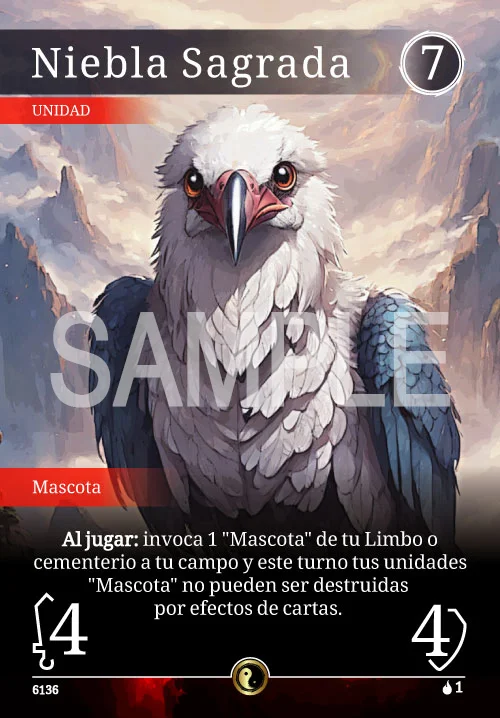 Niebla Sagrada
7
UNIDAD
SAMPLE
Mascota
Al jugar: invoca 1 "Mascota" de tu Limbo o
cementerio a tu campo y este turno tus unidades
"Mascota" no pueden ser destruidas
por efectos de cartas.
4
4
6136
1